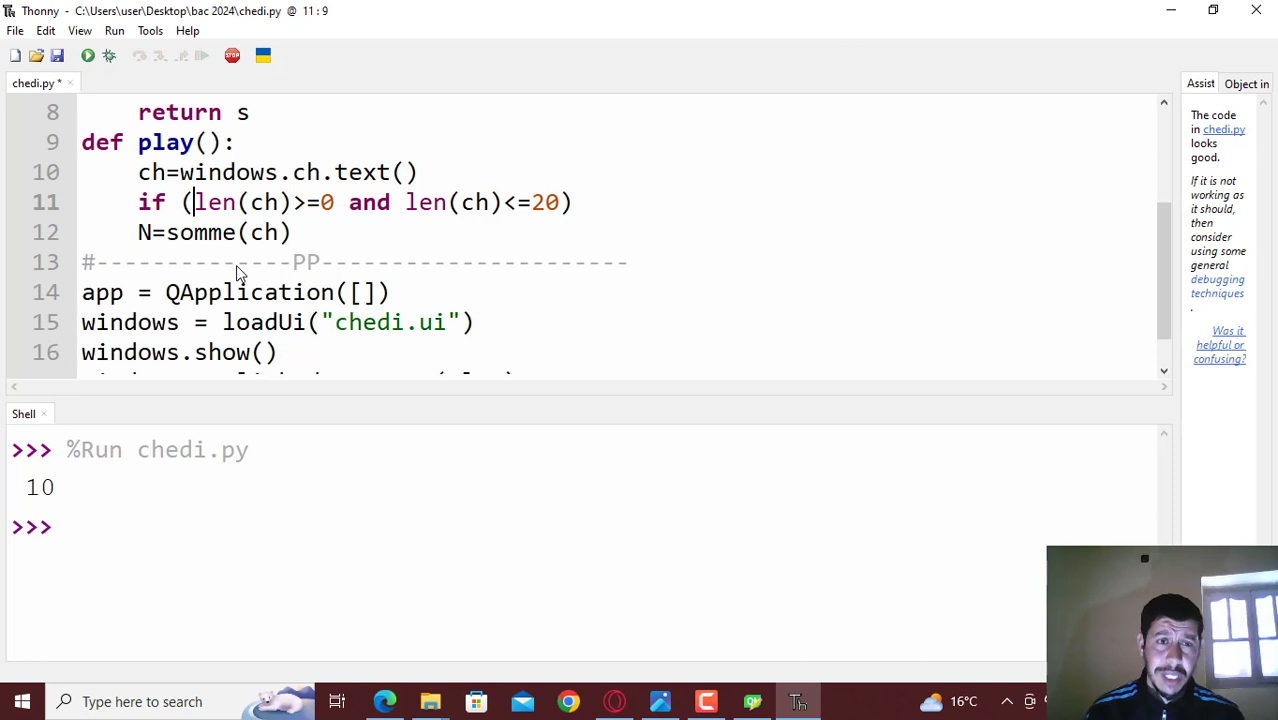 Thonny - C:\Users\user\Desktop\bac 2024\chedi.py @ 11 : 9
File Edit View Run Tools Help
STOP
chedi.py *
8 return s
9 def play():
10 ch=windows.ch.text()
11 if (len(ch)>=0 and len(ch)<=20)
12 N=somme(ch)
13 #--------------PP----------------------
14 app = QApplication([])
15 windows = loadUi("chedi.ui")
16 windows.show()
Shell
>>> %Run chedi.py
10
>>>
Assist Object in
The code
in chedi.py
looks
good.
If it is not
working as
it should,
then
consider
using some
general
debugging
techniques
.
Was it
helpful or
confusing?
Type here to search
16°C